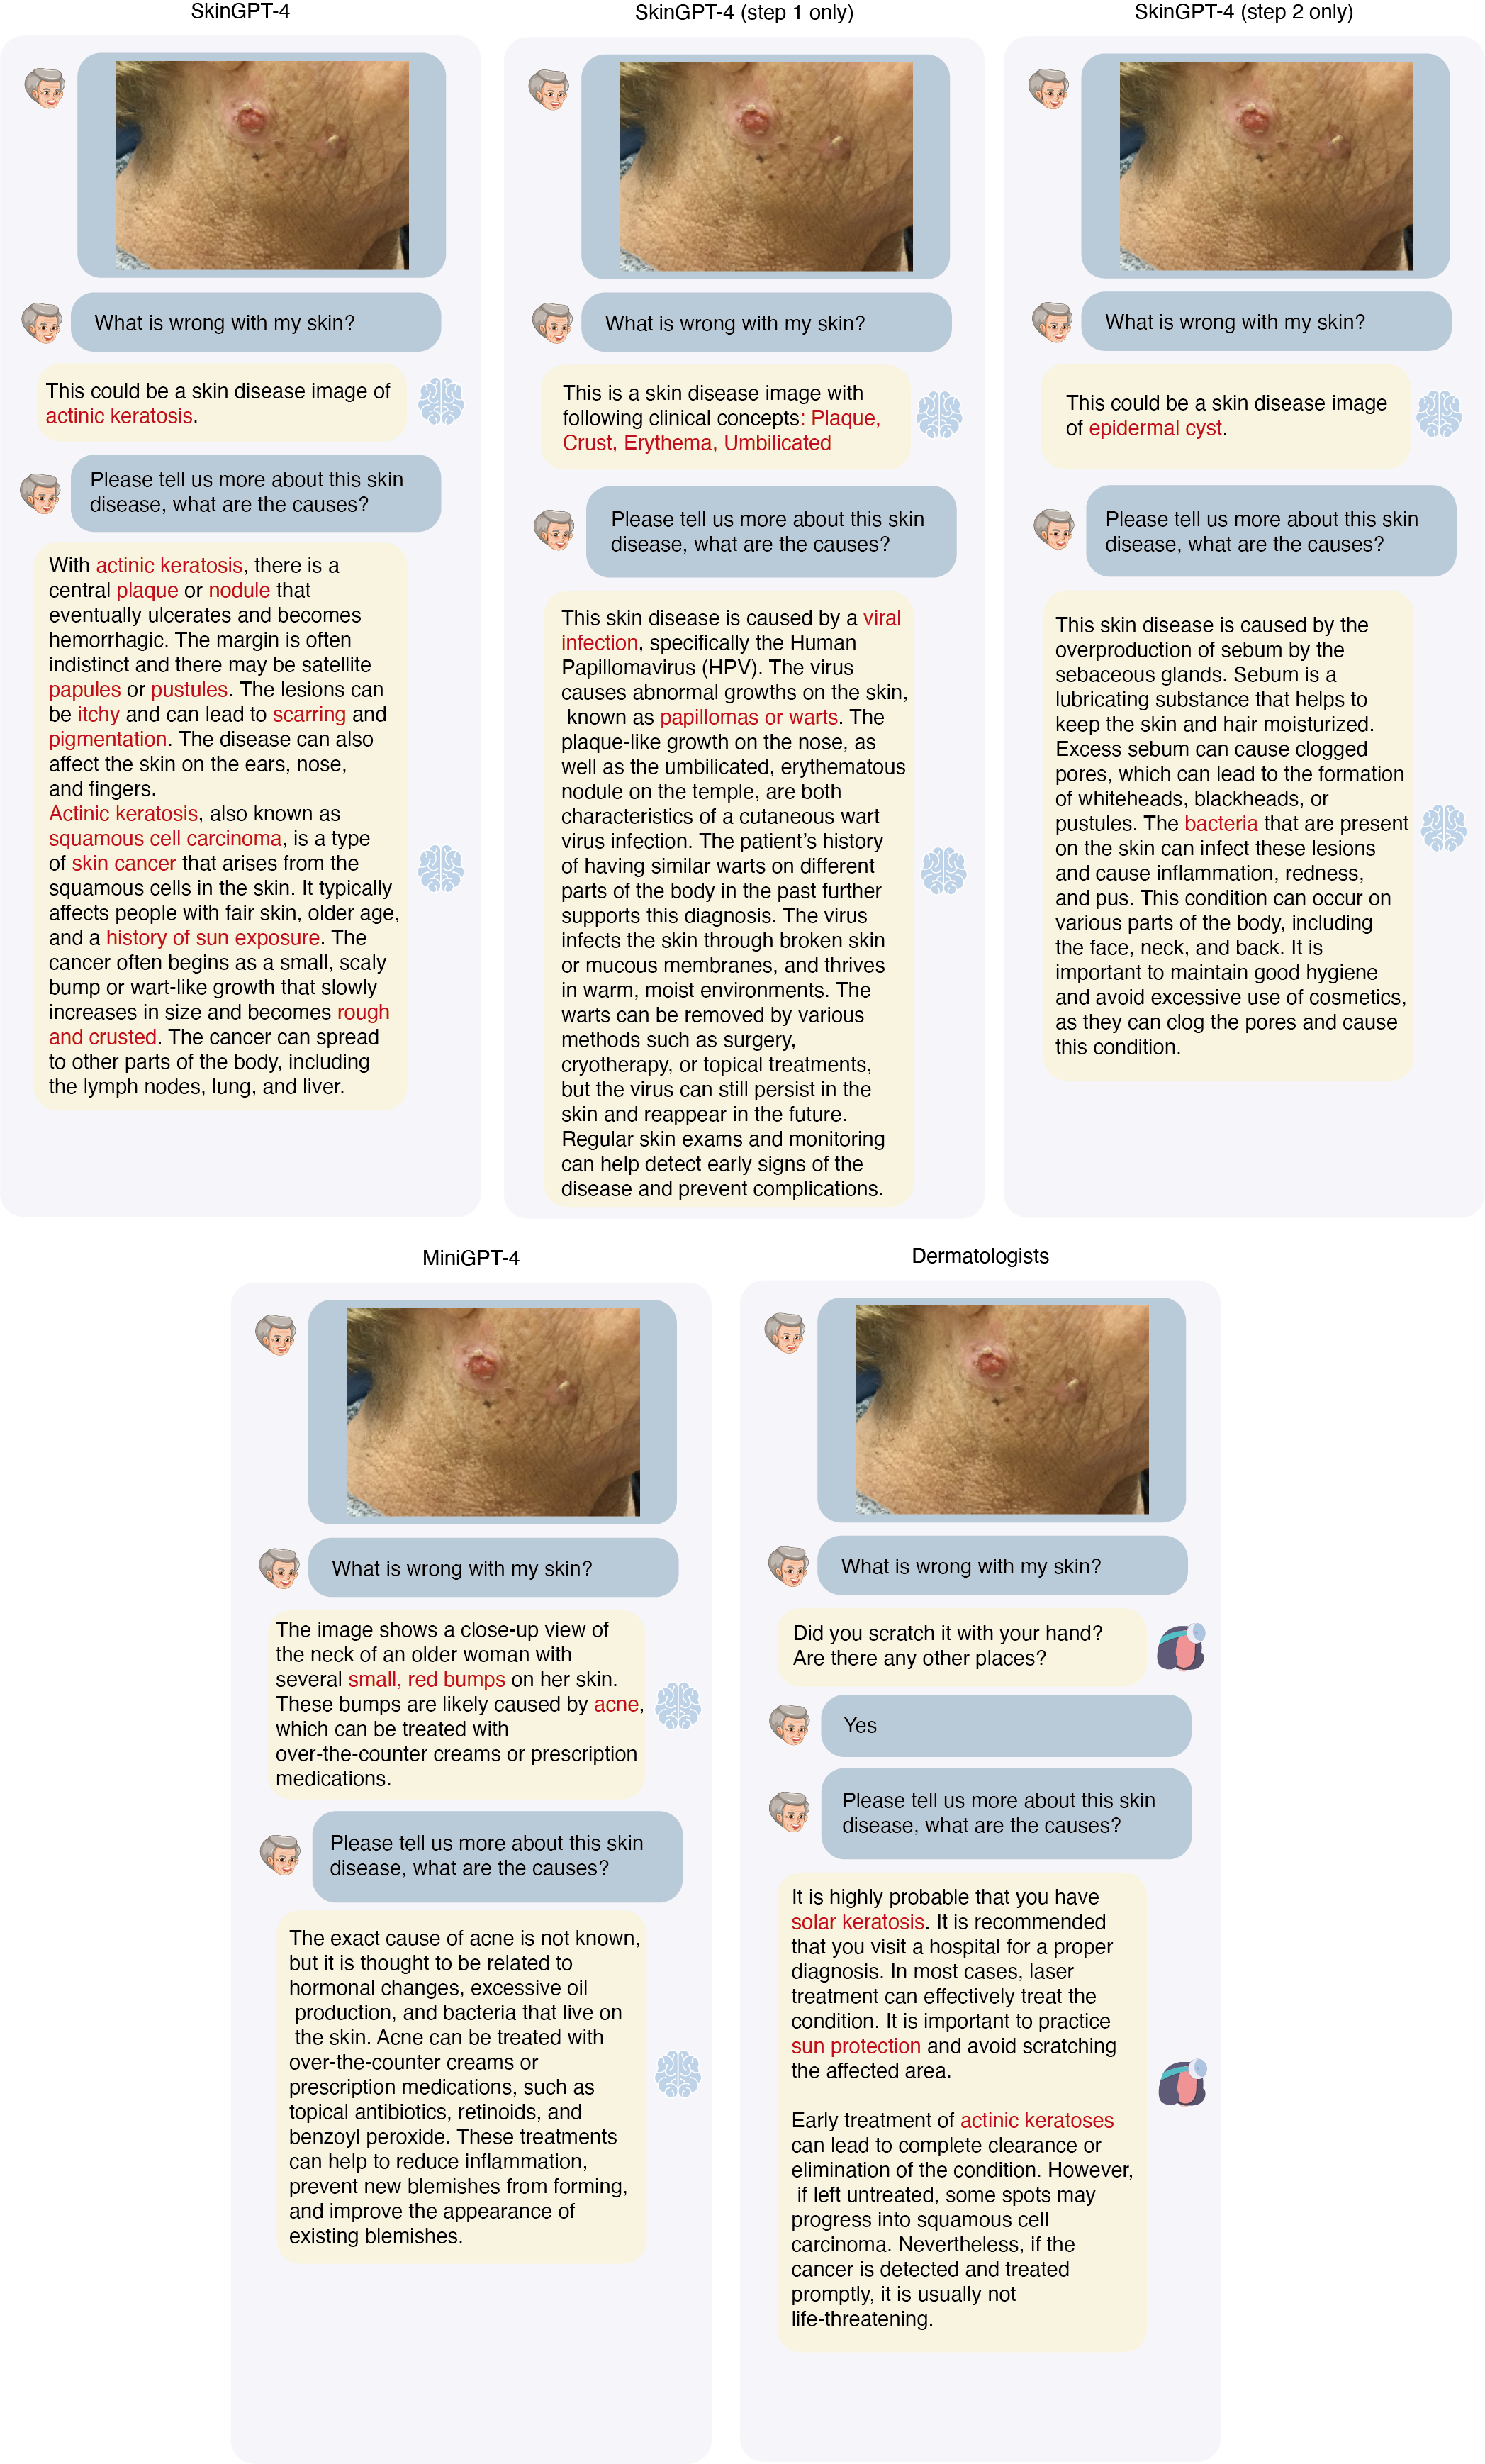 SkinGPT-4
What is wrong with my skin?
This could be a skin disease image of
actinic keratosis.
Please tell us more about this skin
disease, what are the causes?
With actinic keratosis, there is a
central plaque or nodule that
eventually ulcerates and becomes
hemorrhagic. The margin is often
indistinct and there may be satellite
papules or pustules. The lesions can
be itchy and can lead to scarring and
pigmentation. The disease can also
affect the skin on the ears, nose,
and fingers.
Actinic keratosis, also known as
squamous cell carcinoma, is a type
of skin cancer that arises from the
squamous cells in the skin. It typically
affects people with fair skin, older age,
and a history of sun exposure. The
cancer often begins as a small, scaly
bump or wart-like growth that slowly
increases in size and becomes rough
and crusted. The cancer can spread
to other parts of the body, including
the lymph nodes, lung, and liver.
SkinGPT-4 (step 1 only)
What is wrong with my skin?
This is a skin disease image with
following clinical concepts: Plaque,
Crust, Erythema, Umbilicated
Please tell us more about this skin
disease, what are the causes?
This skin disease is caused by a viral
infection, specifically the Human
Papillomavirus (HPV). The virus
causes abnormal growths on the skin,
known as papillomas or warts. The
plaque-like growth on the nose, as
well as the umbilicated, erythematous
nodule on the temple, are both
characteristics of a cutaneous wart
virus infection. The patient's history
of having similar warts on different
parts of the body in the past further
supports this diagnosis. The virus
infects the skin through broken skin
or mucous membranes, and thrives
in warm, moist environments. The
warts can be removed by various
methods such as surgery,
cryotherapy, or topical treatments,
but the virus can still persist in the
skin and reappear in the future.
Regular skin exams and monitoring
can help detect early signs of the
disease and prevent complications.
SkinGPT-4 (step 2 only)
What is wrong with my skin?
This could be a skin disease image
of epidermal cyst.
Please tell us more about this skin
disease, what are the causes?
This skin disease is caused by the
overproduction of sebum by the
sebaceous glands. Sebum is a
lubricating substance that helps to
keep the skin and hair moisturized.
Excess sebum can cause clogged
pores, which can lead to the formation
of whiteheads, blackheads, or
pustules. The bacteria that are present
on the skin can infect these lesions
and cause inflammation, redness,
and pus. This condition can occur on
various parts of the body, including
the face, neck, and back. It is
important to maintain good hygiene
and avoid excessive use of cosmetics,
as they can clog the pores and cause
this condition.
MiniGPT-4
What is wrong with my skin?
The image shows a close-up view of
the neck of an older woman with
several small, red bumps on her skin.
These bumps are likely caused by acne,
which can be treated with
over-the-counter creams or prescription
medications.
Please tell us more about this skin
disease, what are the causes?
The exact cause of acne is not known,
but it is thought to be related to
hormonal changes, excessive oil
production, and bacteria that live on
the skin. Acne can be treated with
over-the-counter creams or
prescription medications, such as
topical antibiotics, retinoids, and
benzoyl peroxide. These treatments
can help to reduce inflammation,
prevent new blemishes from forming,
and improve the appearance of
existing blemishes.
Dermatologists
What is wrong with my skin?
Did you scratch it with your hand?
Are there any other places?
Yes
Please tell us more about this skin
disease, what are the causes?
It is highly probable that you have
solar keratosis. It is recommended
that you visit a hospital for a proper
diagnosis. In most cases, laser
treatment can effectively treat the
condition. It is important to practice
sun protection and avoid scratching
the affected area.
Early treatment of actinic keratoses
can lead to complete clearance or
elimination of the condition. However,
if left untreated, some spots may
progress into squamous cell
carcinoma. Nevertheless, if the
cancer is detected and treated
promptly, it is usually not
life-threatening.